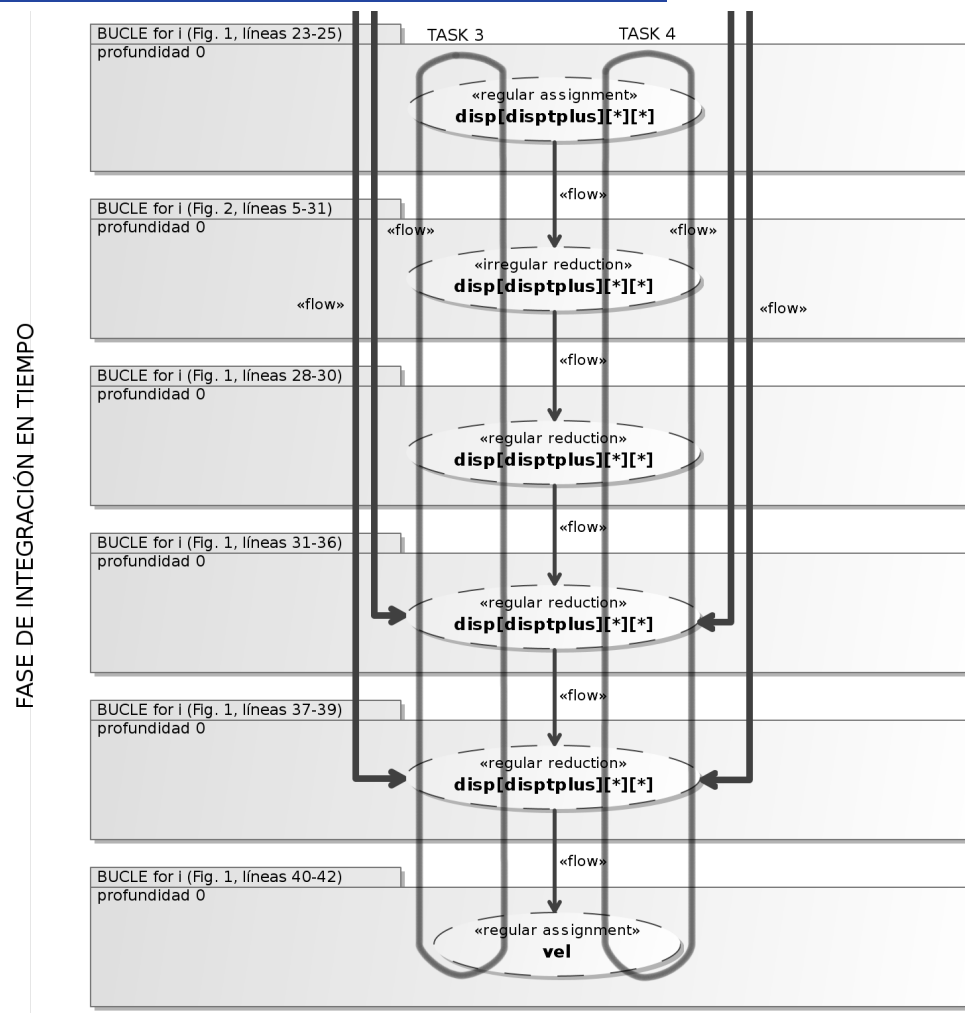 FASE DE INTEGRACIÓN EN TIEMPO
TASK 3
TASK 4
BUCLE for i (Fig. 1, líneas 23-25)
profundidad 0
«regular assignment»
disp[disptplus][*][*]
«flow»
BUCLE for i (Fig. 2, líneas 5-31)
profundidad 0
«flow»
«flow»
«irregular reduction»
disp[disptplus][*][*]
«flow»
«flow»
«flow»
BUCLE for i (Fig. 1, líneas 28-30)
profundidad 0
«regular reduction»
disp[disptplus][*][*]
«flow»
BUCLE for i (Fig. 1, líneas 31-36)
profundidad 0
«regular reduction»
disp[disptplus][*][*]
«flow»
BUCLE for i (Fig. 1, líneas 37-39)
profundidad 0
«regular reduction»
disp[disptplus][*][*]
«flow»
BUCLE for i (Fig. 1, líneas 40-42)
profundidad 0
«regular assignment»
vel